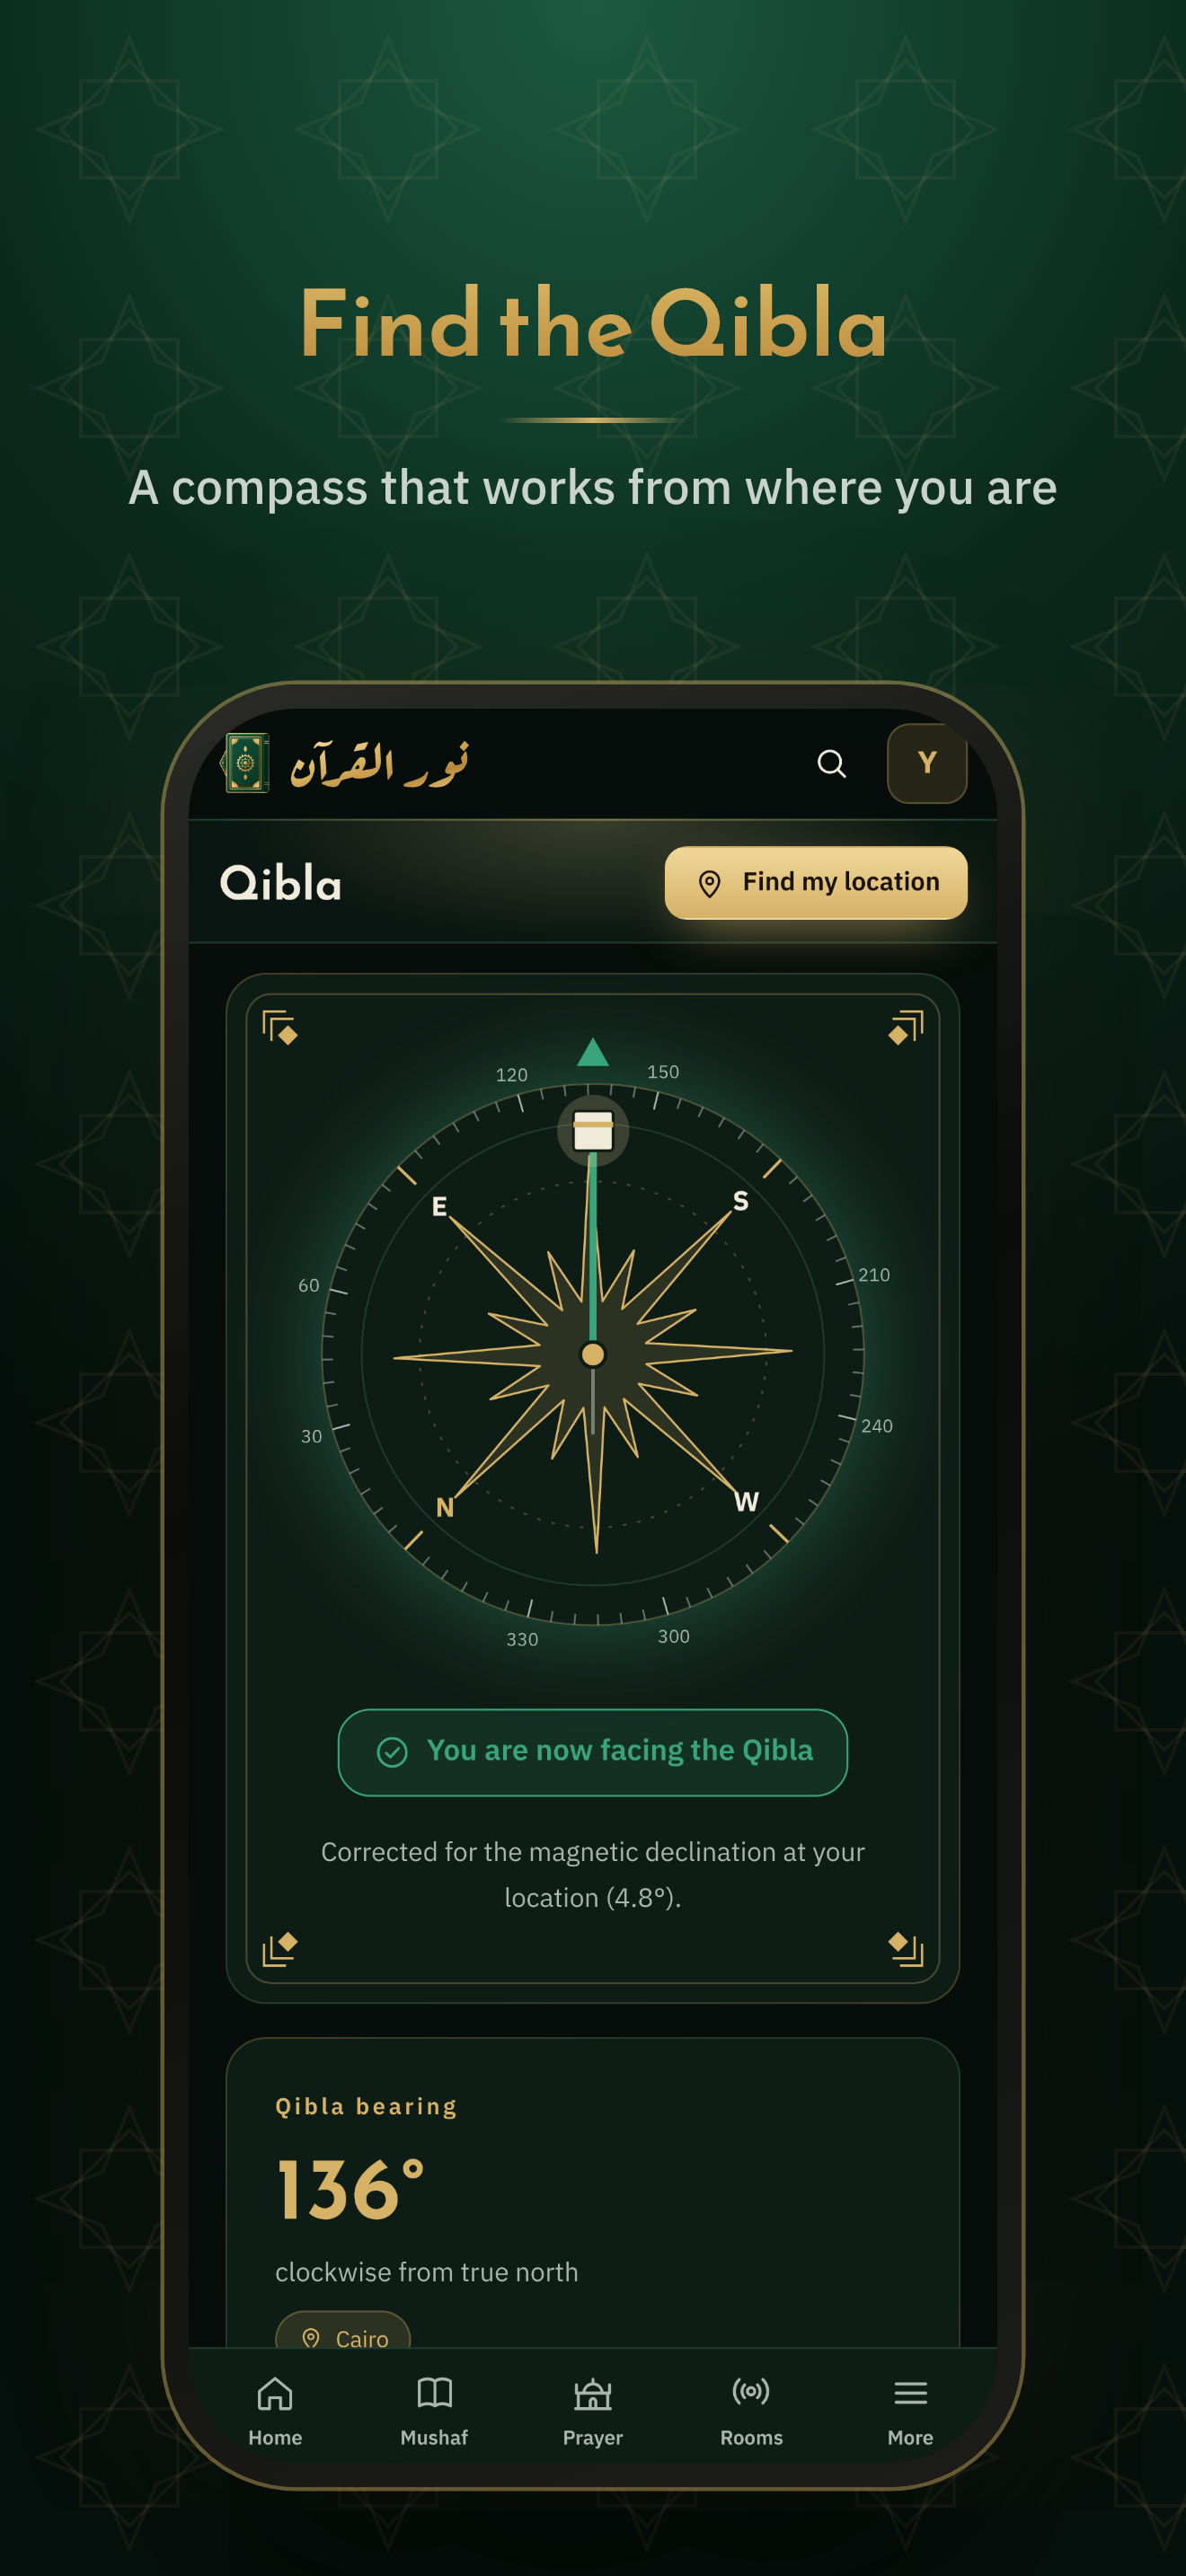 Find the Qibla
A compass that works from where you are
نور القرآن
Y
Qibla
Find my location
120
150
E
S
60
210
30
240
N
W
330
300
You are now facing the Qibla
Corrected for the magnetic declination at your
location (4.8°).
Qibla bearing
136°
clockwise from true north
Cairo
Home
Mushaf
Prayer
Rooms
More